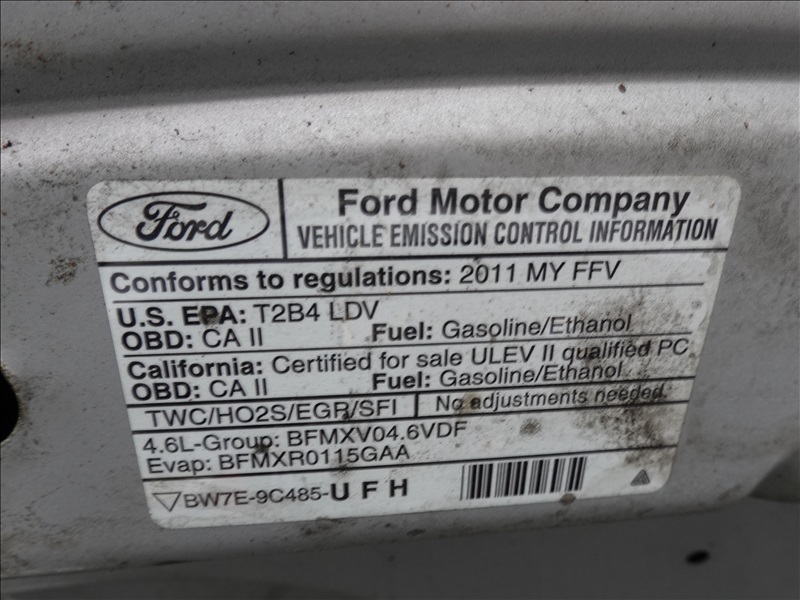 Ford
Ford Motor Company
VEHICLE EMISSION CONTROL INFORMATION
Conforms to regulations: 2011 MY FFV
U.S. EPA: T2B4 LDV
OBD: CA II Fuel: Gasoline/Ethanol
California: Certified for sale ULEV II qualified PC
OBD: CA II Fuel: Gasoline/Ethanol
TWC/HO2S/EGR/SFI No adjustments needed.
4.6L-Group: BFMXV04.6VDF
Evap: BFMXR0115GAA
BW7E-9C485-U F H